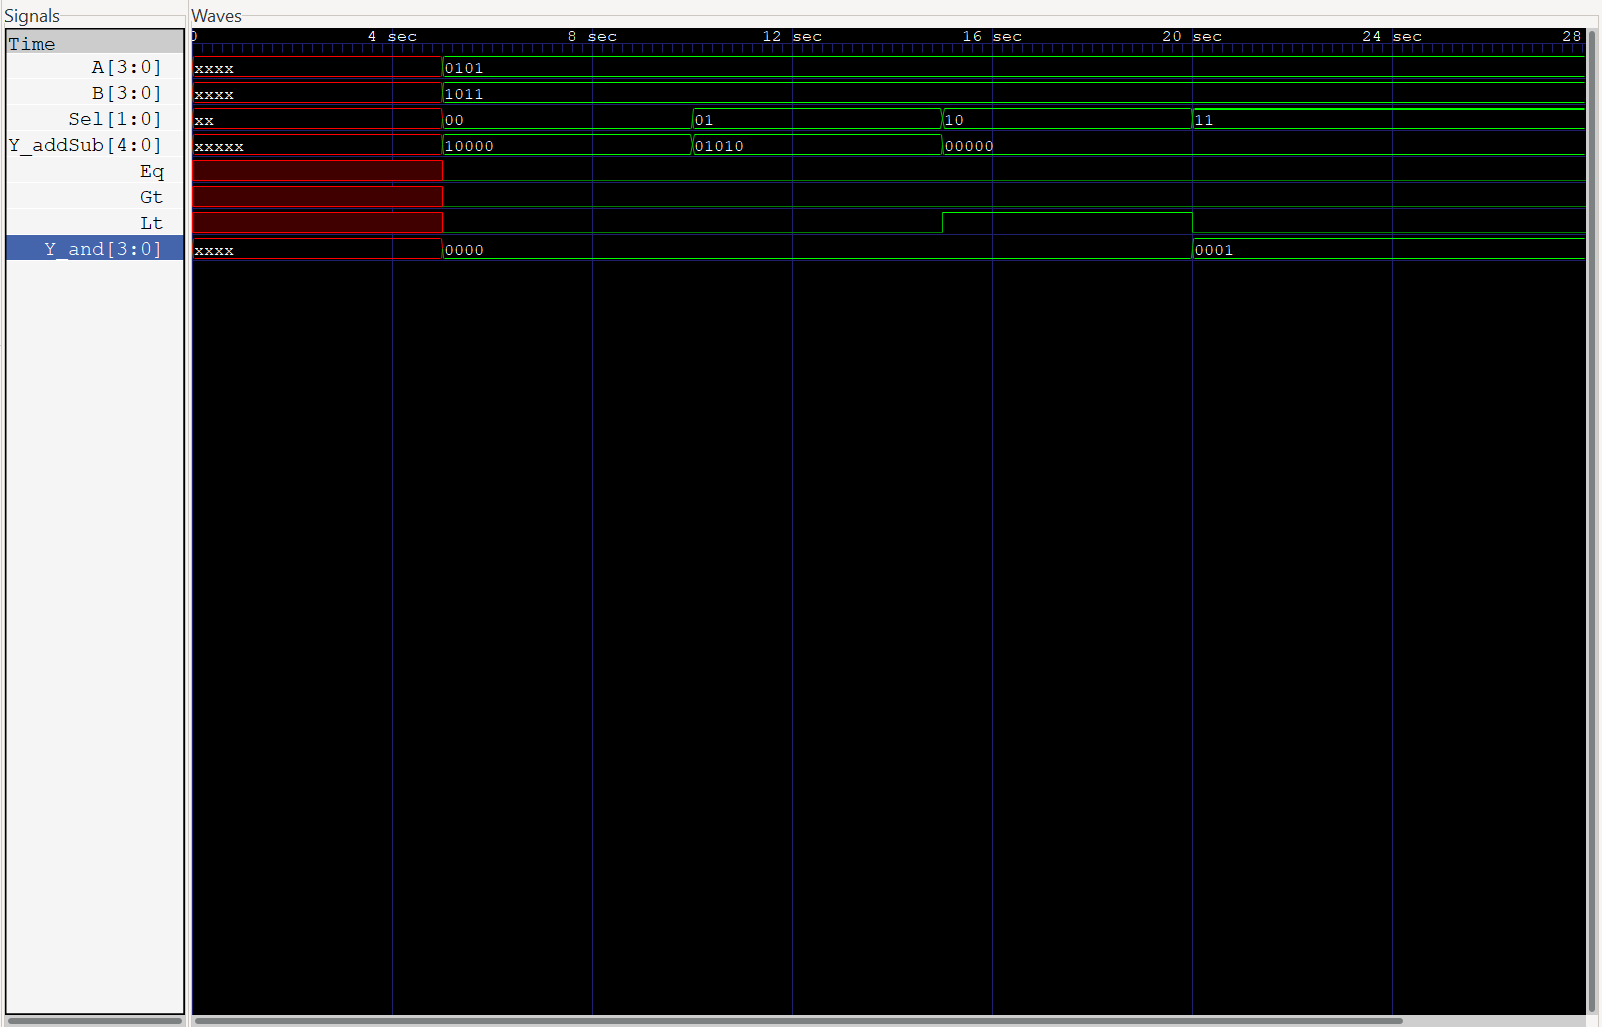 Signals Waves
Time 0 4 sec 8 sec 12 sec 16 sec 20 sec 24 sec 28
A[3:0] xxxx 0101
B[3:0] xxxx 1011
Sel[1:0] xx 00 01 10 11
Y_addSub[4:0] xxxxx 10000 01010 00000
Eq
Gt
Lt
Y_and[3:0] xxxx 0000 0001